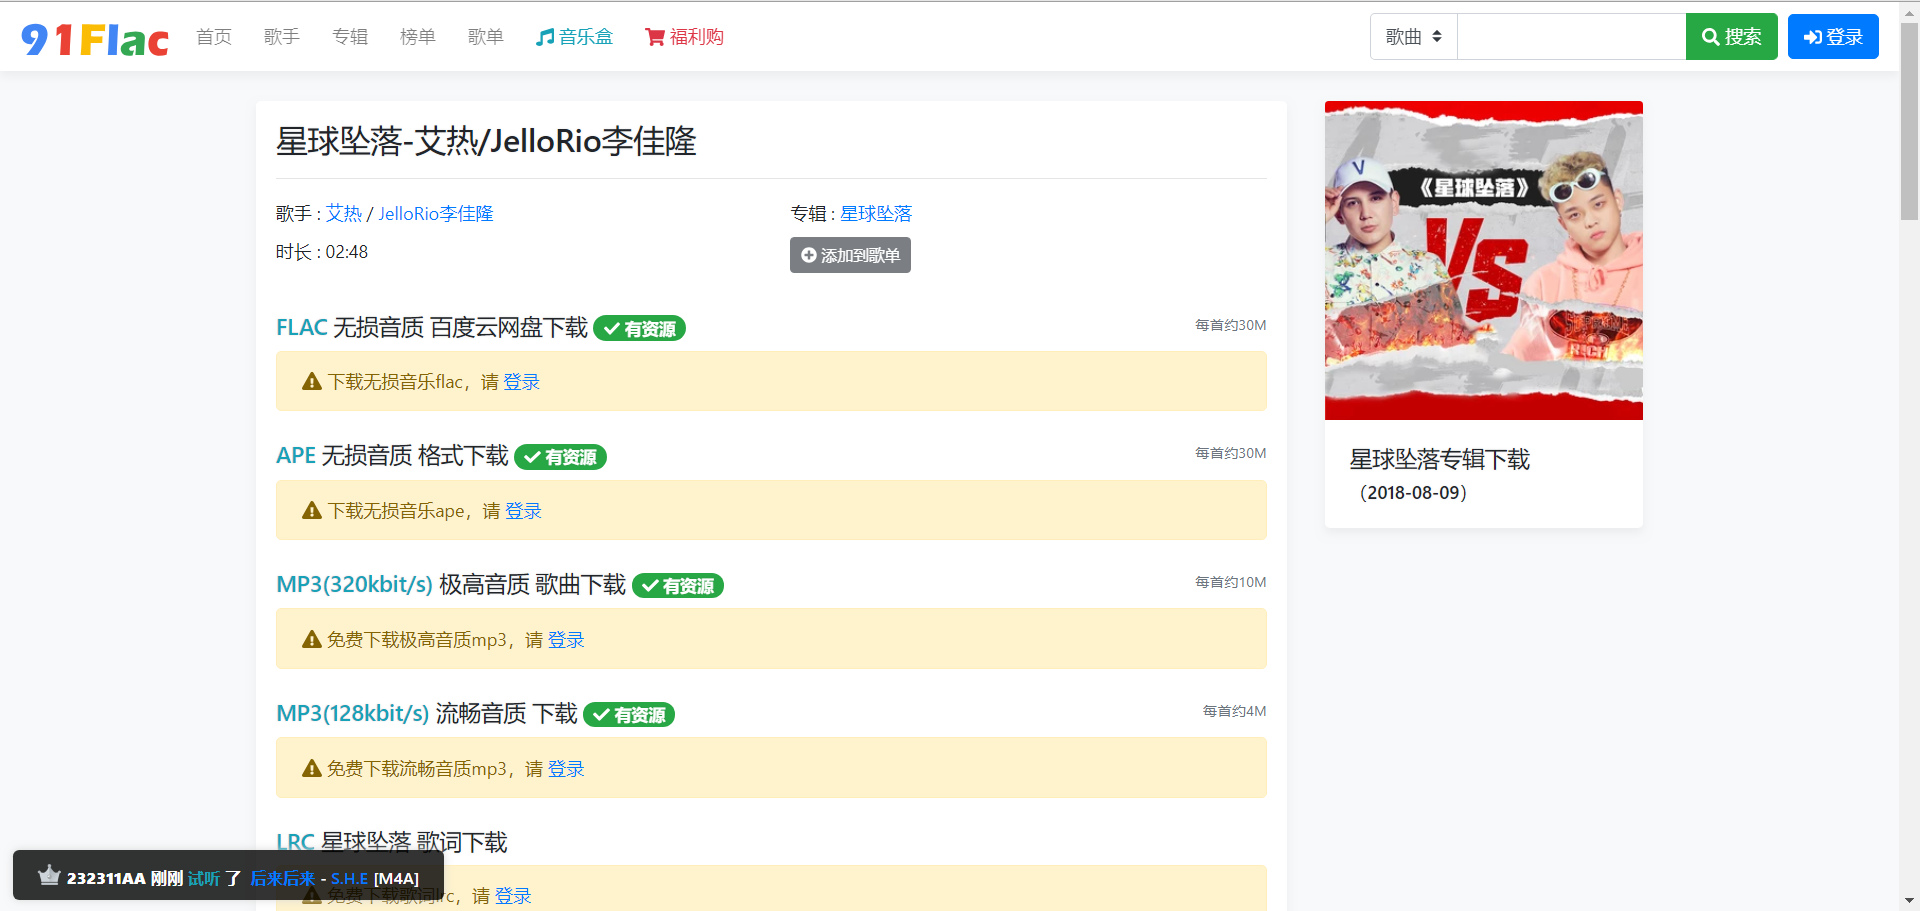 91Flac 首页 歌手 专辑 榜单 歌单 音乐盒 福利购 歌曲 搜索 登录
星球坠落-艾热/JelloRio李佳隆
歌手 : 艾热 / JelloRio李佳隆
专辑 : 星球坠落
时长 : 02:48
添加到歌单
FLAC 无损音质 百度云网盘下载 有资源 每首约30M
下载无损音乐flac，请 登录
APE 无损音质 格式下载 有资源 每首约30M
下载无损音乐ape，请 登录
MP3(320kbit/s) 极高音质 歌曲下载 有资源 每首约10M
免费下载极高音质mp3，请 登录
MP3(128kbit/s) 流畅音质 下载 有资源 每首约4M
免费下载流畅音质mp3，请 登录
LRC 星球坠落 歌词下载
免费下载歌词lrc，请 登录
232311AA 刚刚 试听 了 后来后来 - S.H.E [M4A]
V
《星球坠落》
VS
星球坠落专辑下载
（2018-08-09）